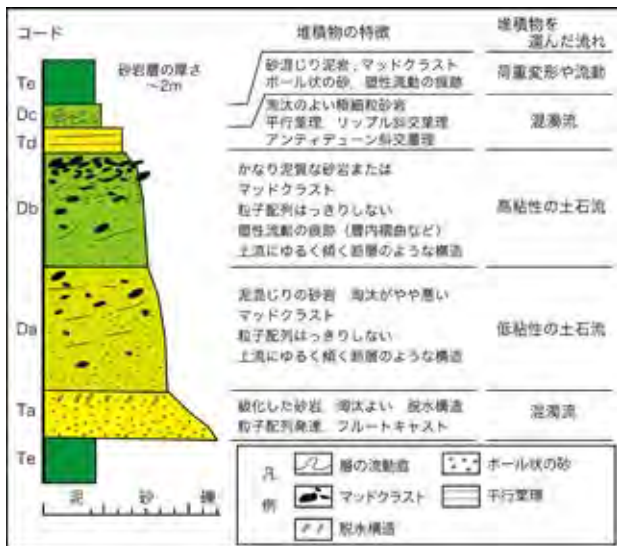 コード
堆積物の特徴
堆積物を
運んだ流れ
砂岩層の厚さ
~2m
Te
Dc
Td
Db
Da
Ta
Te
砂混じり泥岩，マッドクラスト
ボール状の砂，塑性流動の痕跡
荷重変形や流動
淘汰のよい極細粒砂岩
平行葉理，リップル斜交葉理
アンティデューン斜交葉理
混濁流
かなり泥質な砂岩または
マッドクラスト
粒子配列はっきりしない
塑性流動の痕跡（層内褶曲など）
上流にゆるく傾く断層のような構造
高粘性の土石流
泥混じりの砂岩 淘汰がやや悪い
マッドクラスト
粒子配列はっきりしない
上流にゆるく傾く断層のような構造
低粘性の土石流
級化した砂岩，淘汰よい 脱水構造
粒子配列発達，フルートキャスト
混濁流
泥 砂 礫
凡
例
層の流動痕
ボール状の砂
マッドクラスト
平行葉理
脱水構造